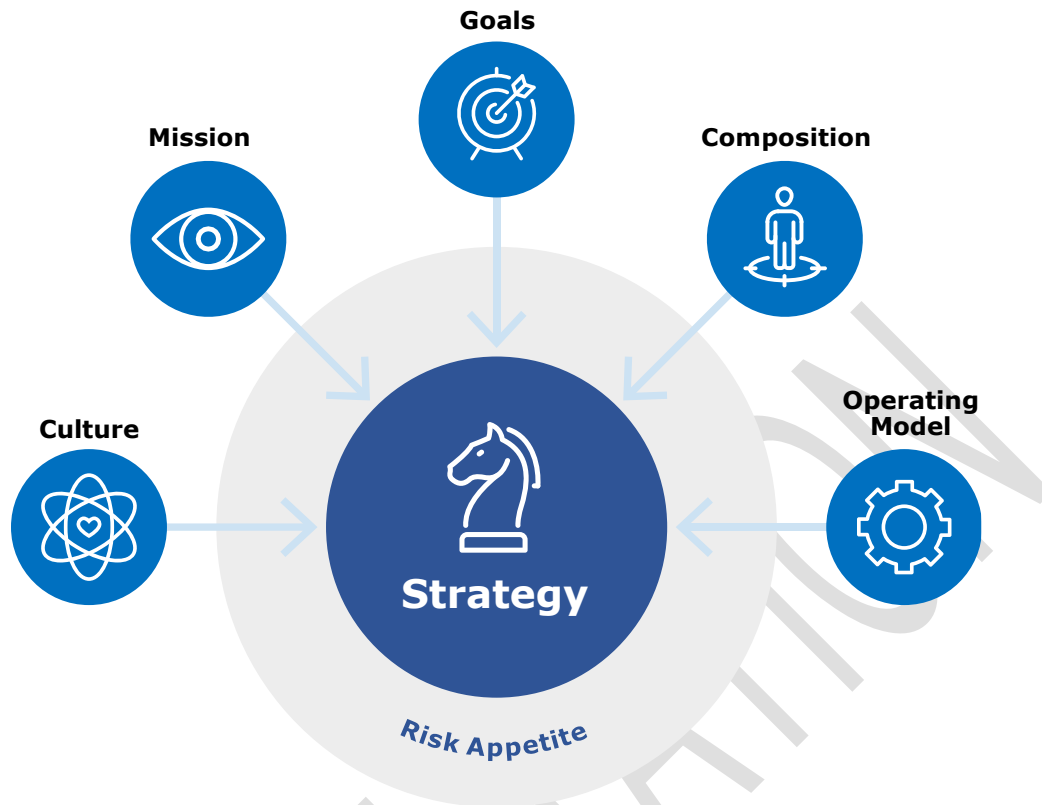 Goals
Mission
Composition
Culture
Operating
Model
Strategy
Risk Appetite